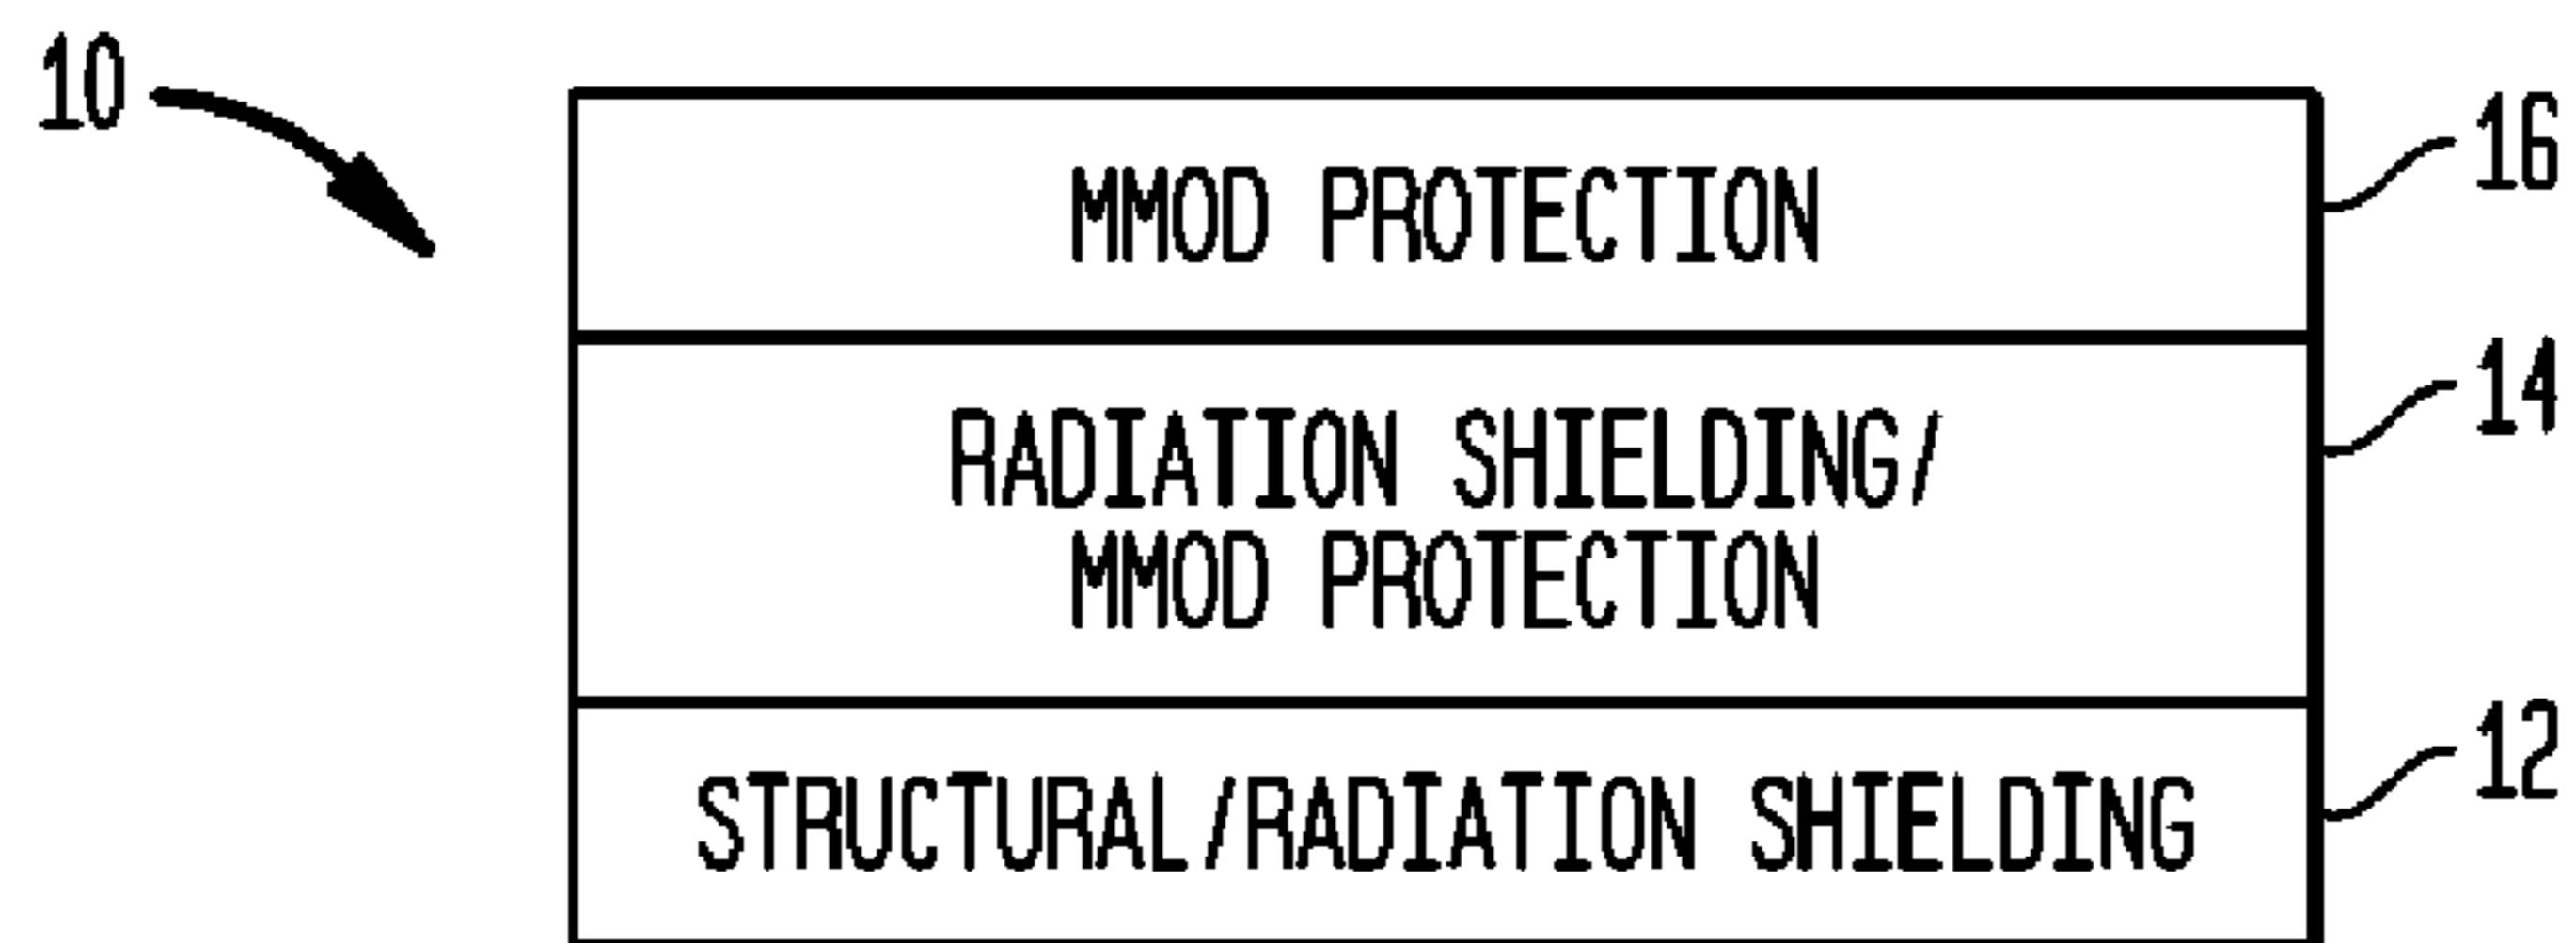 10
MMOD PROTECTION
16
RADIATION SHIELDING/
MMOD PROTECTION
14
STRUCTURAL/RADIATION SHIELDING
12